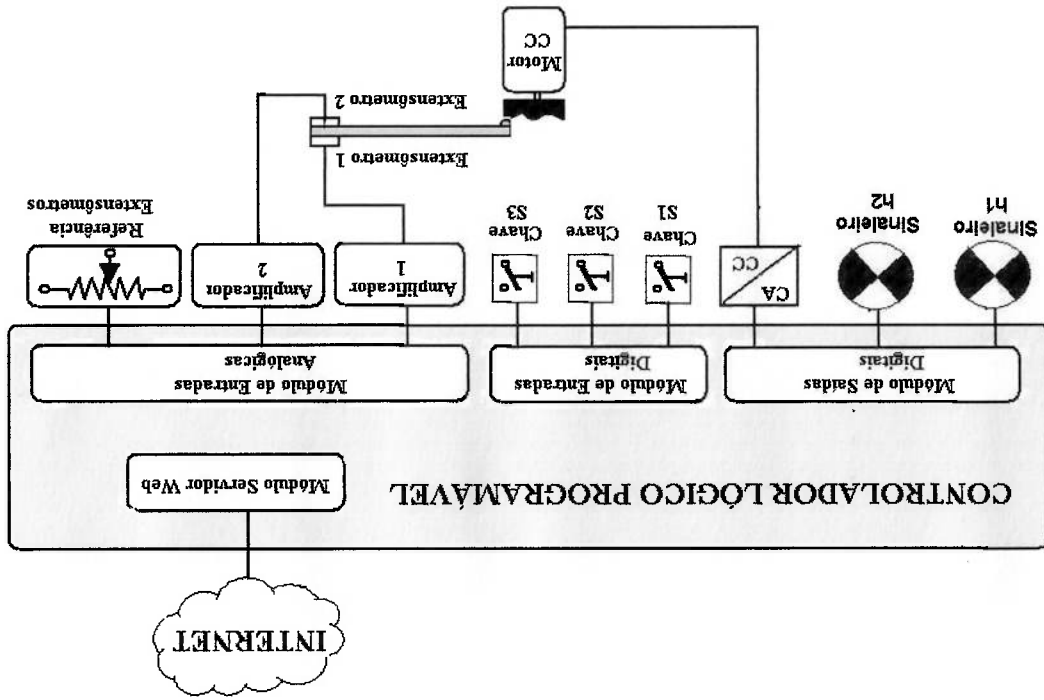 INTERNET
CONTROLADOR LÓGICO PROGRAMÁVEL
Módulo Servidor Web
Módulo de Saídas
Digitais
Módulo de Entradas
Digitais
Módulo de Entradas
Analógicas
Sinaleiro
h1
Sinaleiro
h2
CA
CC
Chave
S1
Chave
S2
Chave
S3
Amplificador
1
Amplificador
2
Referência
Extensômetros
Extensômetro 1
Extensômetro 2
Motor
CC